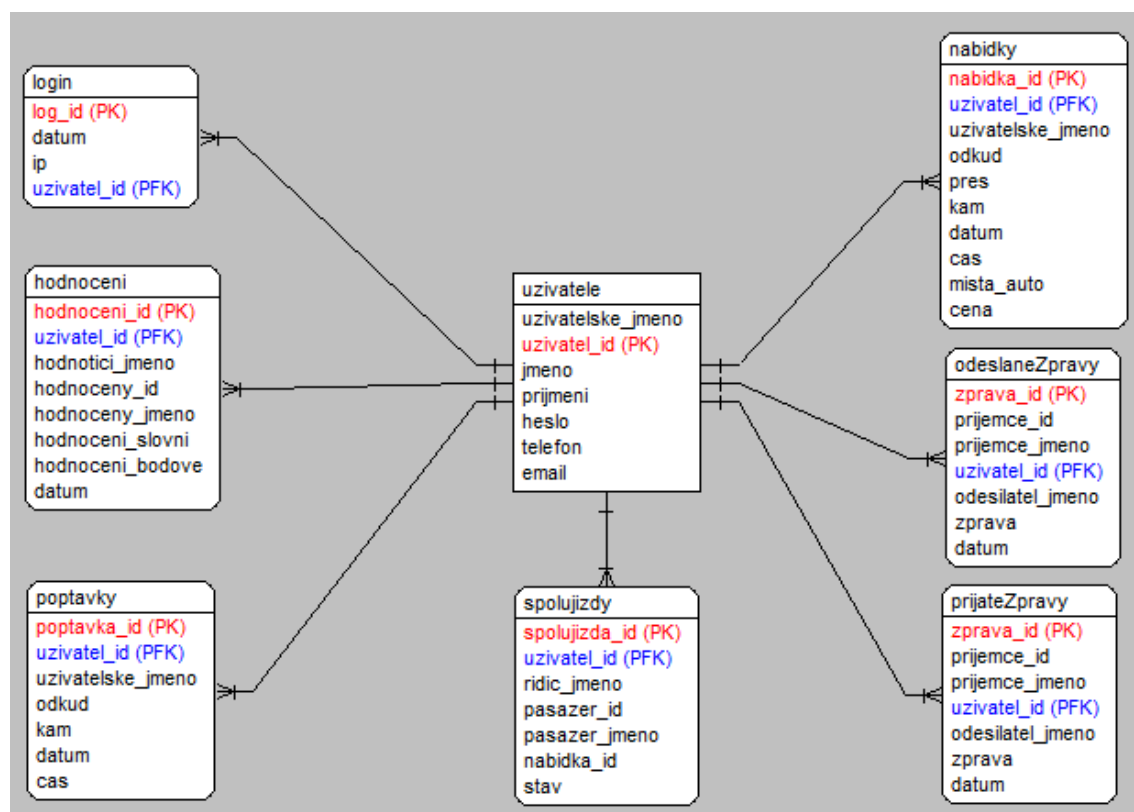 login
log_id (PK)
datum
ip
uzivatel_id (PFK)
hodnoceni
hodnoceni_id (PK)
uzivatel_id (PFK)
hodnotici_jmeno
hodnoceny_id
hodnoceny_jmeno
hodnoceni_slovni
hodnoceni_bodove
datum
poptavky
poptavka_id (PK)
uzivatel_id (PFK)
uzivatelske_jmeno
odkud
kam
datum
cas
uzivatele
uzivatelske_jmeno
uzivatel_id (PK)
jmeno
prijmeni
heslo
telefon
email
spolujizdy
spolujizda_id (PK)
uzivatel_id (PFK)
ridic_jmeno
pasazer_id
pasazer_jmeno
nabidka_id
stav
nabidky
nabidka_id (PK)
uzivatel_id (PFK)
uzivatelske_jmeno
odkud
pres
kam
datum
cas
mista_auto
cena
odeslaneZpravy
zprava_id (PK)
prijemce_id
prijemce_jmeno
uzivatel_id (PFK)
odesilatel_jmeno
zprava
datum
prijateZpravy
zprava_id (PK)
prijemce_id
prijemce_jmeno
uzivatel_id (PFK)
odesilatel_jmeno
zprava
datum